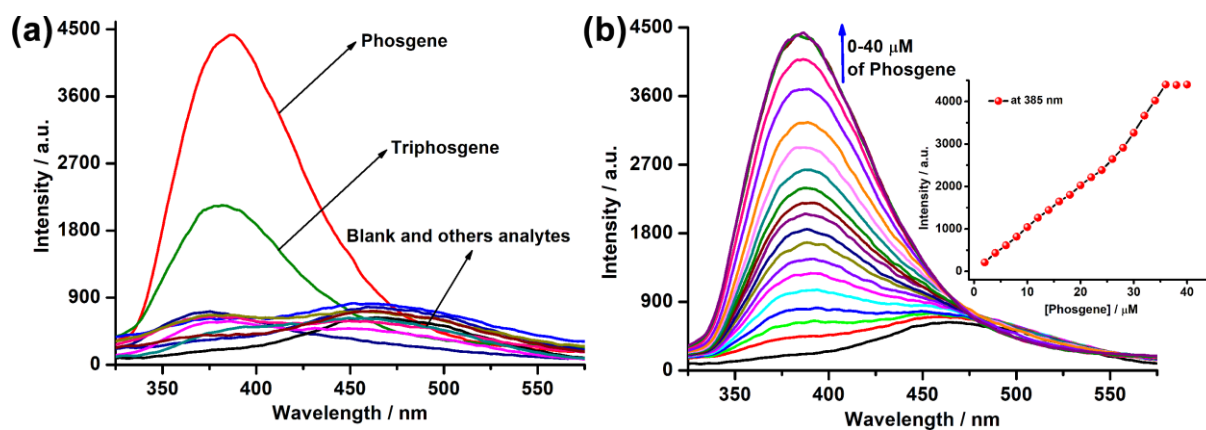 (a)
4500
3600
2700
1800
900
0
Intensity / a.u.
Phosgene
Triphosgene
Blank and others analytes
350 400 450 500 550
Wavelength / nm
(b)
4500
3600
2700
1800
900
0
Intensity / a.u.
0-40 μM
of Phosgene
350 400 450 500 550
Wavelength / nm
at 385 nm
4000
3000
2000
1000
0
Intensity / a.u.
0 10 20 30 40
[Phosgene] / μM